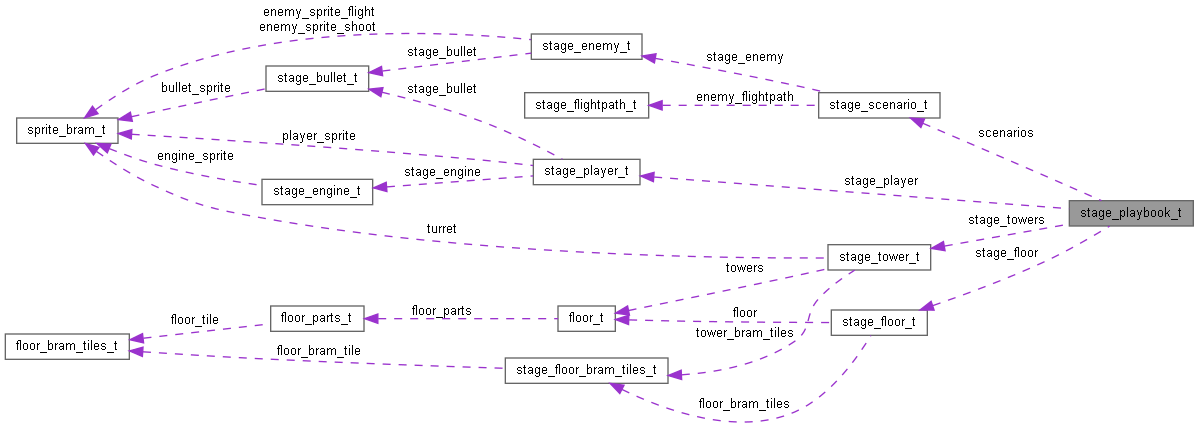 enemy_sprite_flight
enemy_sprite_shoot
stage_enemy_t
stage_bullet
stage_enemy
stage_bullet_t
bullet_sprite
stage_bullet
enemy_flightpath
stage_flightpath_t
stage_scenario_t
sprite_bram_t
player_sprite
scenarios
engine_sprite
stage_engine
stage_player_t
stage_player
stage_engine_t
stage_playbook_t
stage_towers
turret
stage_tower_t
stage_floor
towers
floor_tile
floor_parts_t
floor_parts
floor_t
floor
stage_floor_t
tower_bram_tiles
floor_bram_tiles_t
floor_bram_tile
stage_floor_bram_tiles_t
floor_bram_tiles